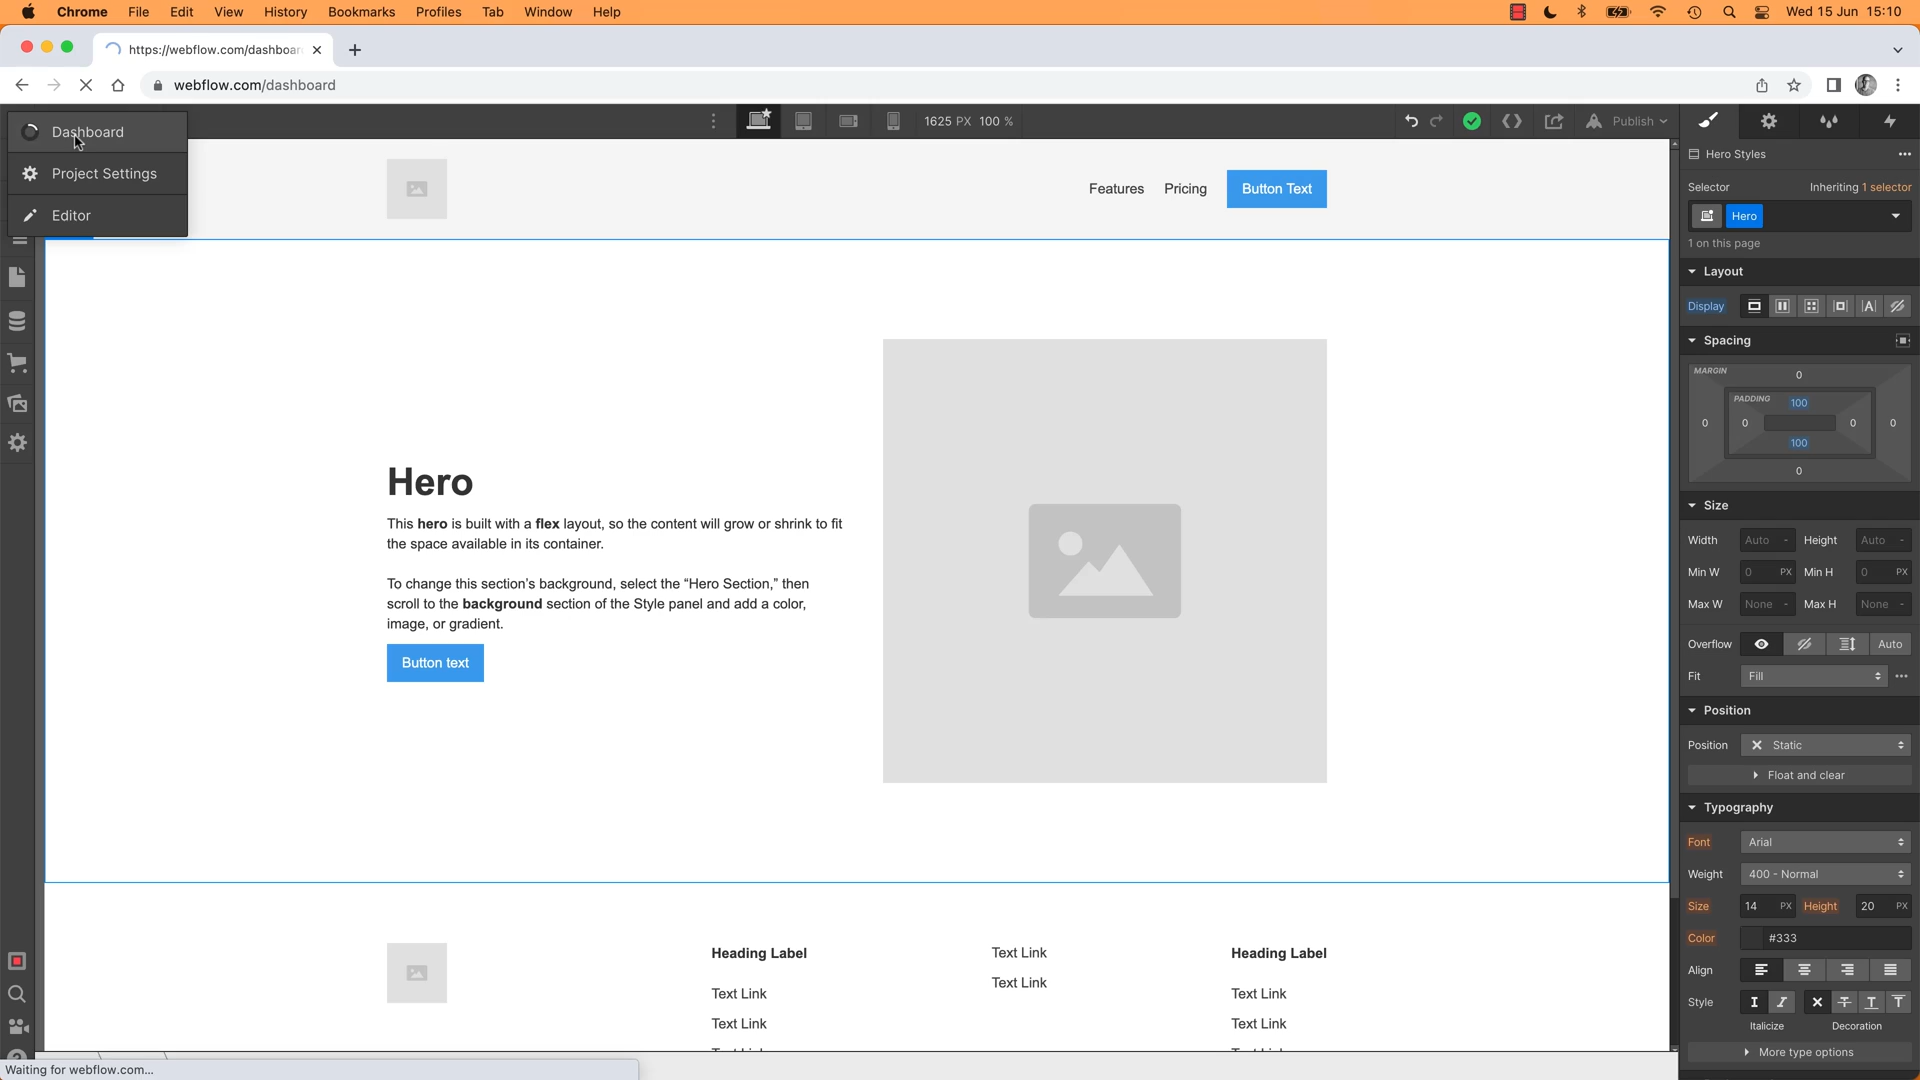 Chrome File Edit View History Bookmarks Profiles Tab Window Help Wed 15 Jun 15:10
https://webflow.com/dashboar
webflow.com/dashboard
Dashboard
Project Settings
Editor
1625 PX 100 %
Publish
Features Pricing Button Text
Hero
This hero is built with a flex layout, so the content will grow or shrink to fit
the space available in its container.
To change this section's background, select the “Hero Section,” then
scroll to the background section of the Style panel and add a color,
image, or gradient.
Button text
Heading Label
Text Link
Text Link
Text Link
Text Link
Heading Label
Text Link
Text Link
Hero Styles
Selector Inheriting 1 selector
Hero
1 on this page
Layout
Display
Spacing
MARGIN
0
PADDING
100
0 0 0 0
100
0
Size
Width Auto - Height Auto -
Min W 0 PX Min H 0 PX
Max W None - Max H None -
Overflow Auto
Fit Fill
Position
Position Static
Float and clear
Typography
Font Arial
Weight 400 - Normal
Size 14 PX Height 20 PX
Color #333
Align
Style
Italicize Decoration
More type options
Waiting for webflow.com...